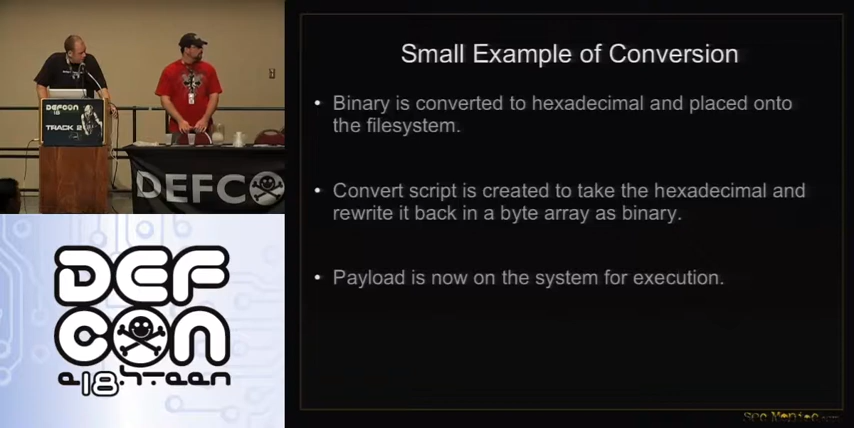 Small Example of Conversion
• Binary is converted to hexadecimal and placed onto
the filesystem.
• Convert script is created to take the hexadecimal and
rewrite it back in a byte array as binary.
• Payload is now on the system for execution.
DEFCON
18
TRACK 2
DEFCO
DEF
CON